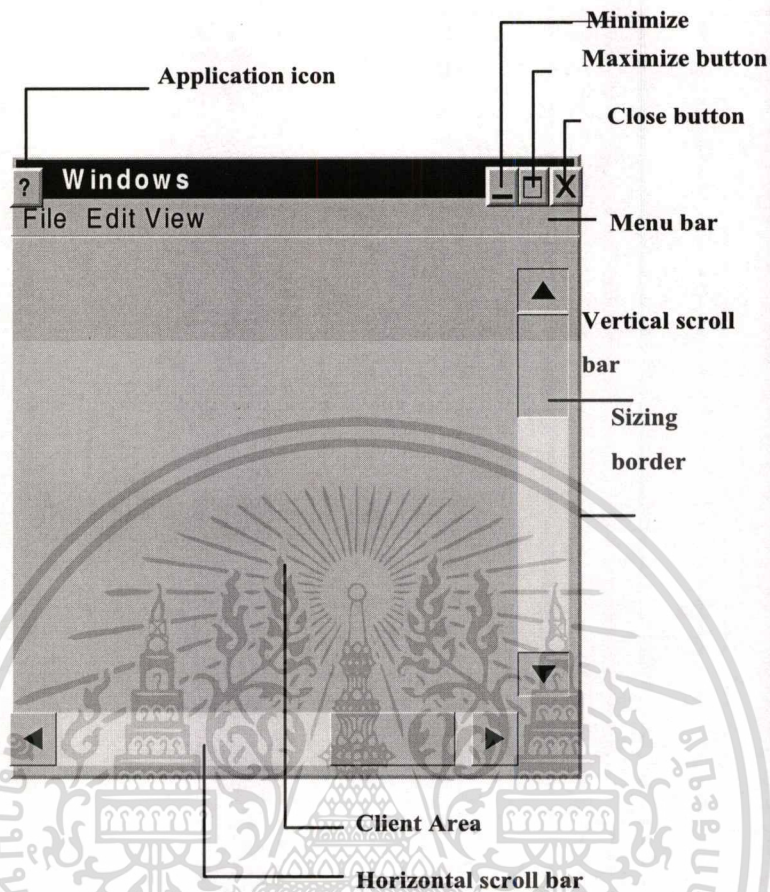 Minimize
Maximize button
Application icon
Close button
? Windows
File Edit View
Menu bar
Vertical scroll
bar
Sizing
border
Client Area
Horizontal scroll bar